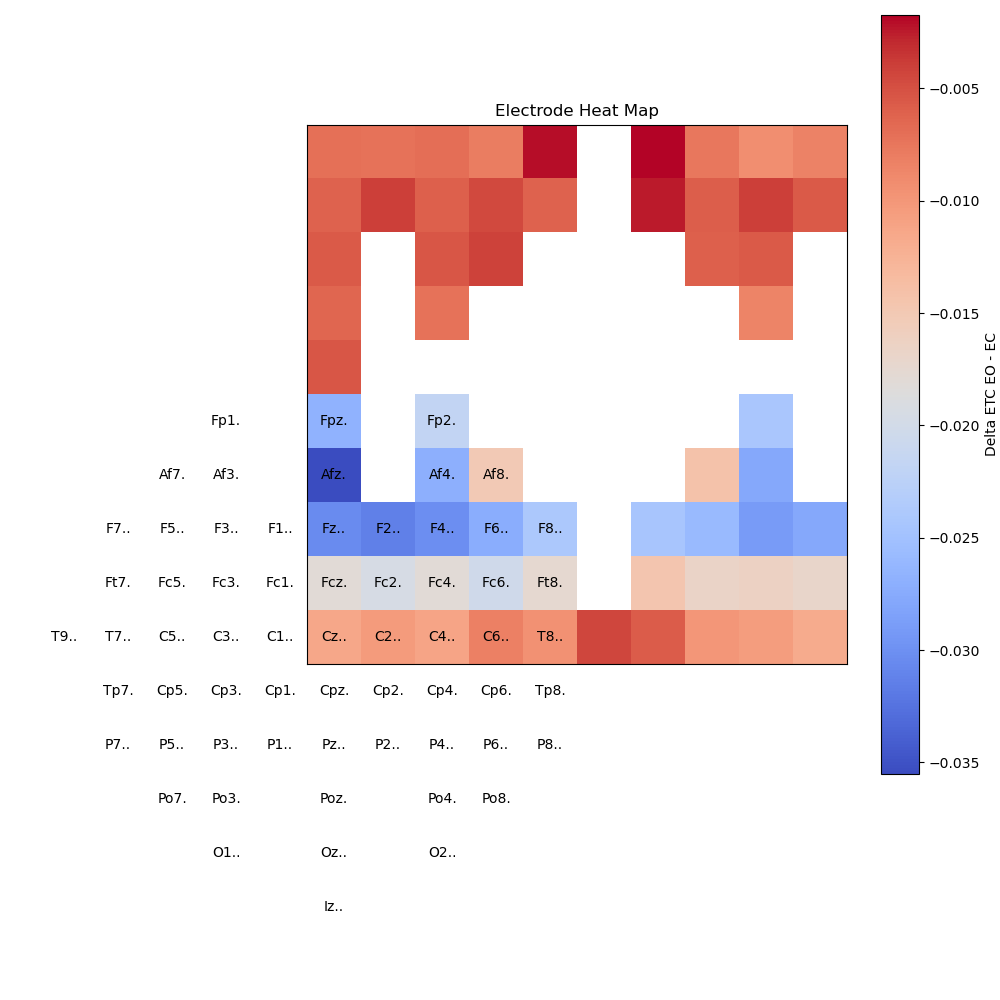 Electrode Heat Map
Fp1. Fpz. Fp2.
Af7. Af3. Afz. Af4. Af8.
F7.. F5.. F3.. F1.. Fz.. F2.. F4.. F6.. F8..
Ft7. Fc5. Fc3. Fc1. Fcz. Fc2. Fc4. Fc6. Ft8.
T9.. T7.. C5.. C3.. C1.. Cz.. C2.. C4.. C6.. T8..
Tp7. Cp5. Cp3. Cp1. Cpz. Cp2. Cp4. Cp6. Tp8.
P7.. P5.. P3.. P1.. Pz.. P2.. P4.. P6.. P8..
Po7. Po3. Poz. Po4. Po8.
O1.. Oz.. O2..
Iz..
−0.005
−0.010
−0.015
−0.020
−0.025
−0.030
−0.035
Delta ETC EO - EC